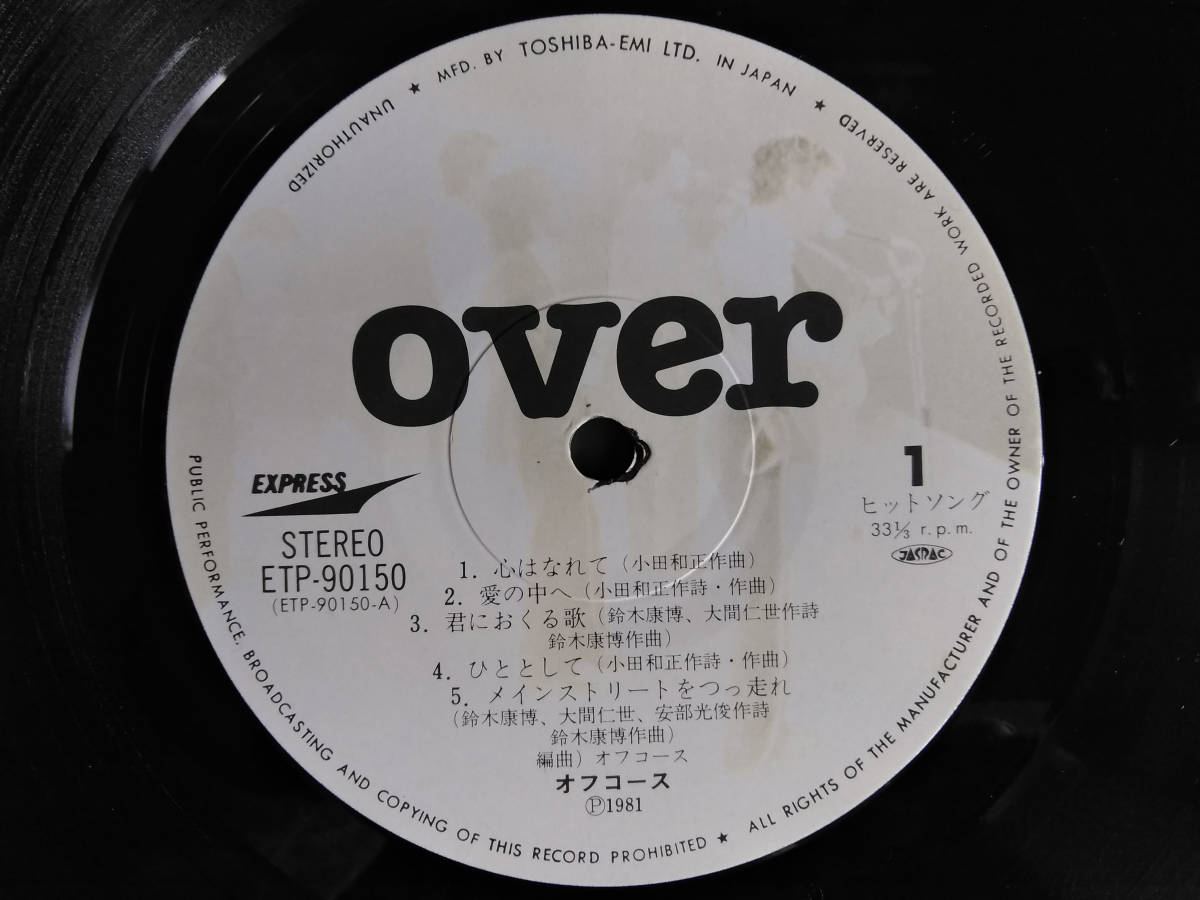 UNAUTHORIZED ★ MFD. BY TOSHIBA-EMI LTD. IN JAPAN ★ ALL RIGHTS OF THE MANUFACTURER AND OF THE OWNER OF THE RECORDED WORK ARE RESERVED
PUBLIC PERFORMANCE, BROADCASTING AND COPYING OF THIS RECORD PROHIBITED ★
over
EXPRESS
STEREO
ETP-90150
(ETP-90150-A)
1
ヒットソング
33⅓ r.p.m.
JASRAC
1. 心はなれて (小田和正作曲)
2. 愛の中へ (小田和正作詩・作曲)
3. 君におくる歌 (鈴木康博、大間仁世作詩
鈴木康博作曲)
4. ひととして (小田和正作詩・作曲)
5. メインストリートをつっ走れ
(鈴木康博、大間仁世、安部光俊作詩
鈴木康博作曲)
編曲) オフコース
オフコース
Ⓟ1981